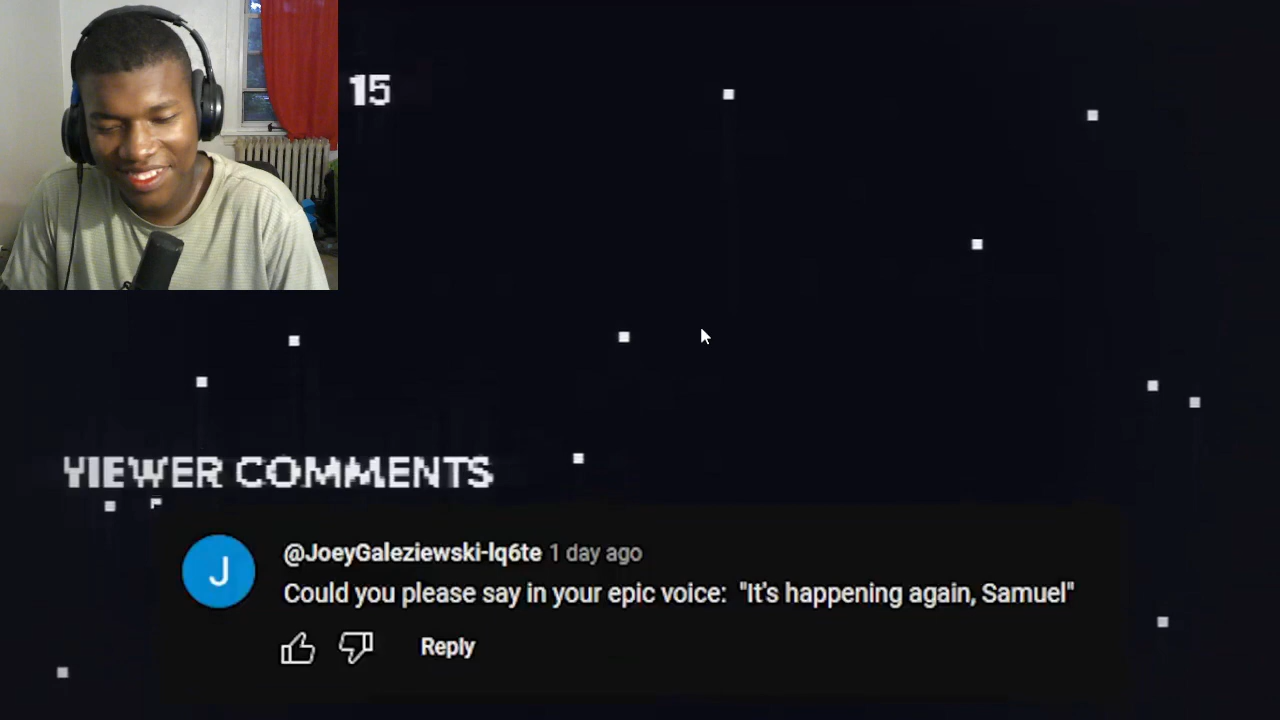 15
VIEWER COMMENTS
J
@JoeyGaleziewski-lq6te 1 day ago
Could you please say in your epic voice: "It's happening again, Samuel"
Reply